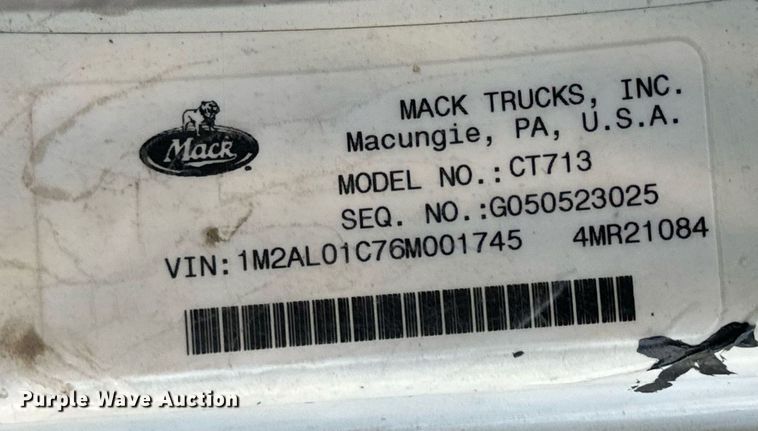 Mack
MACK TRUCKS, INC.
Macungie, PA, U.S.A.
MODEL NO.: CT713
SEQ. NO.:G050523025
VIN: 1M2AL01C76M001745 4MR21084
Purple Wave Auction